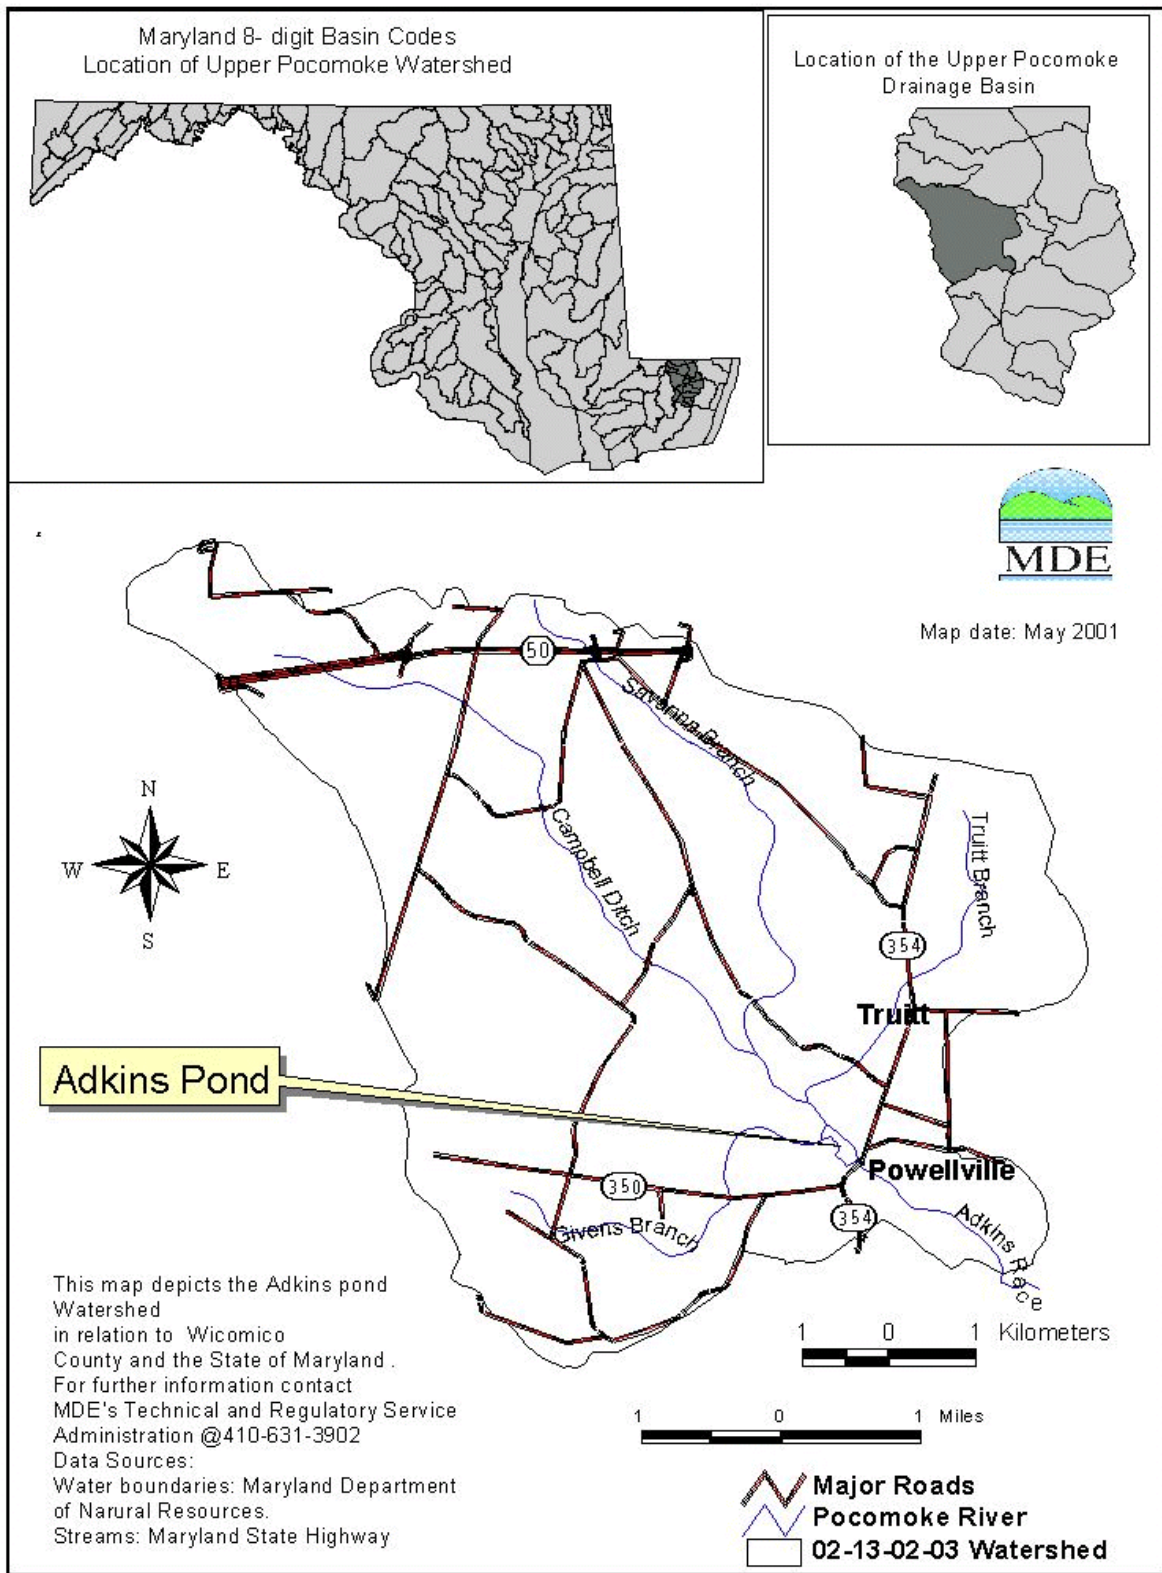 Maryland 8- digit Basin Codes
Location of Upper Pocomoke Watershed
Location of the Upper Pocomoke
Drainage Basin
MDE
Map date: May 2001
50
Savanna Branch
N
W
E
S
Campbell Ditch
Truitt Branch
354
Truitt
Adkins Pond
Powellville
350
354
Givens Branch
Adkins Race
This map depicts the Adkins pond
Watershed
in relation to Wicomico
County and the State of Maryland .
For further information contact
MDE's Technical and Regulatory Service
Administration @410-631-3902
Data Sources:
Water boundaries: Maryland Department
of Narural Resources.
Streams: Maryland State Highway
1 0 1 Kilometers
1 0 1 Miles
Major Roads
Pocomoke River
02-13-02-03 Watershed